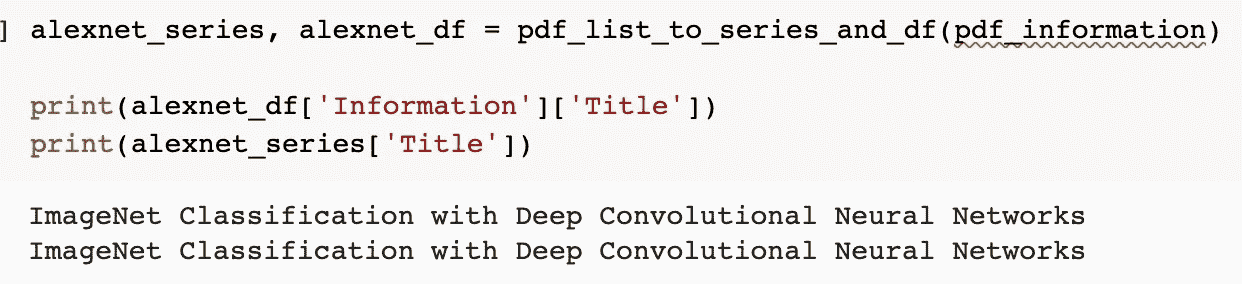 ] alexnet_series, alexnet_df = pdf_list_to_series_and_df(pdf_information)
print(alexnet_df['Information']['Title'])
print(alexnet_series['Title'])
ImageNet Classification with Deep Convolutional Neural Networks
ImageNet Classification with Deep Convolutional Neural Networks